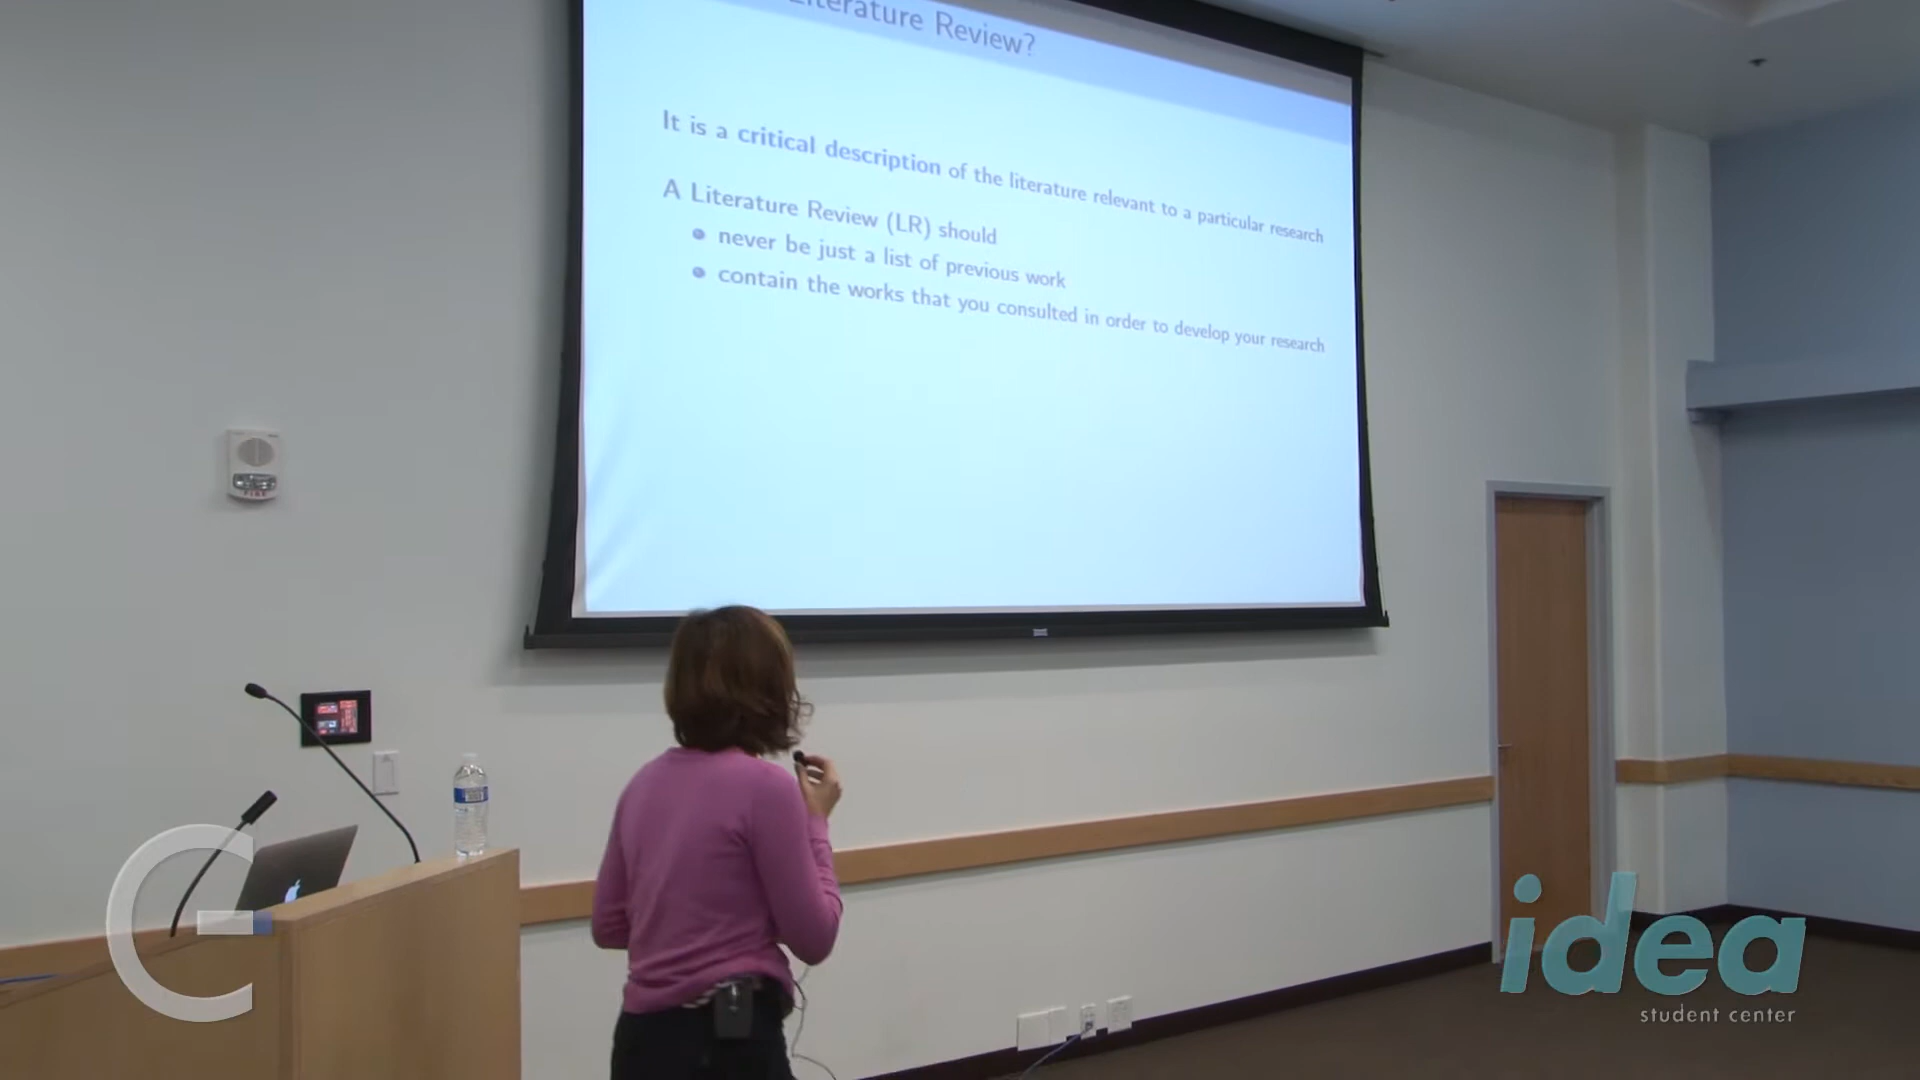 Literature Review?
It is a critical description of the literature relevant to a particular research
A Literature Review (LR) should
never be just a list of previous work
contain the works that you consulted in order to develop your research
FIRE
idea
student center